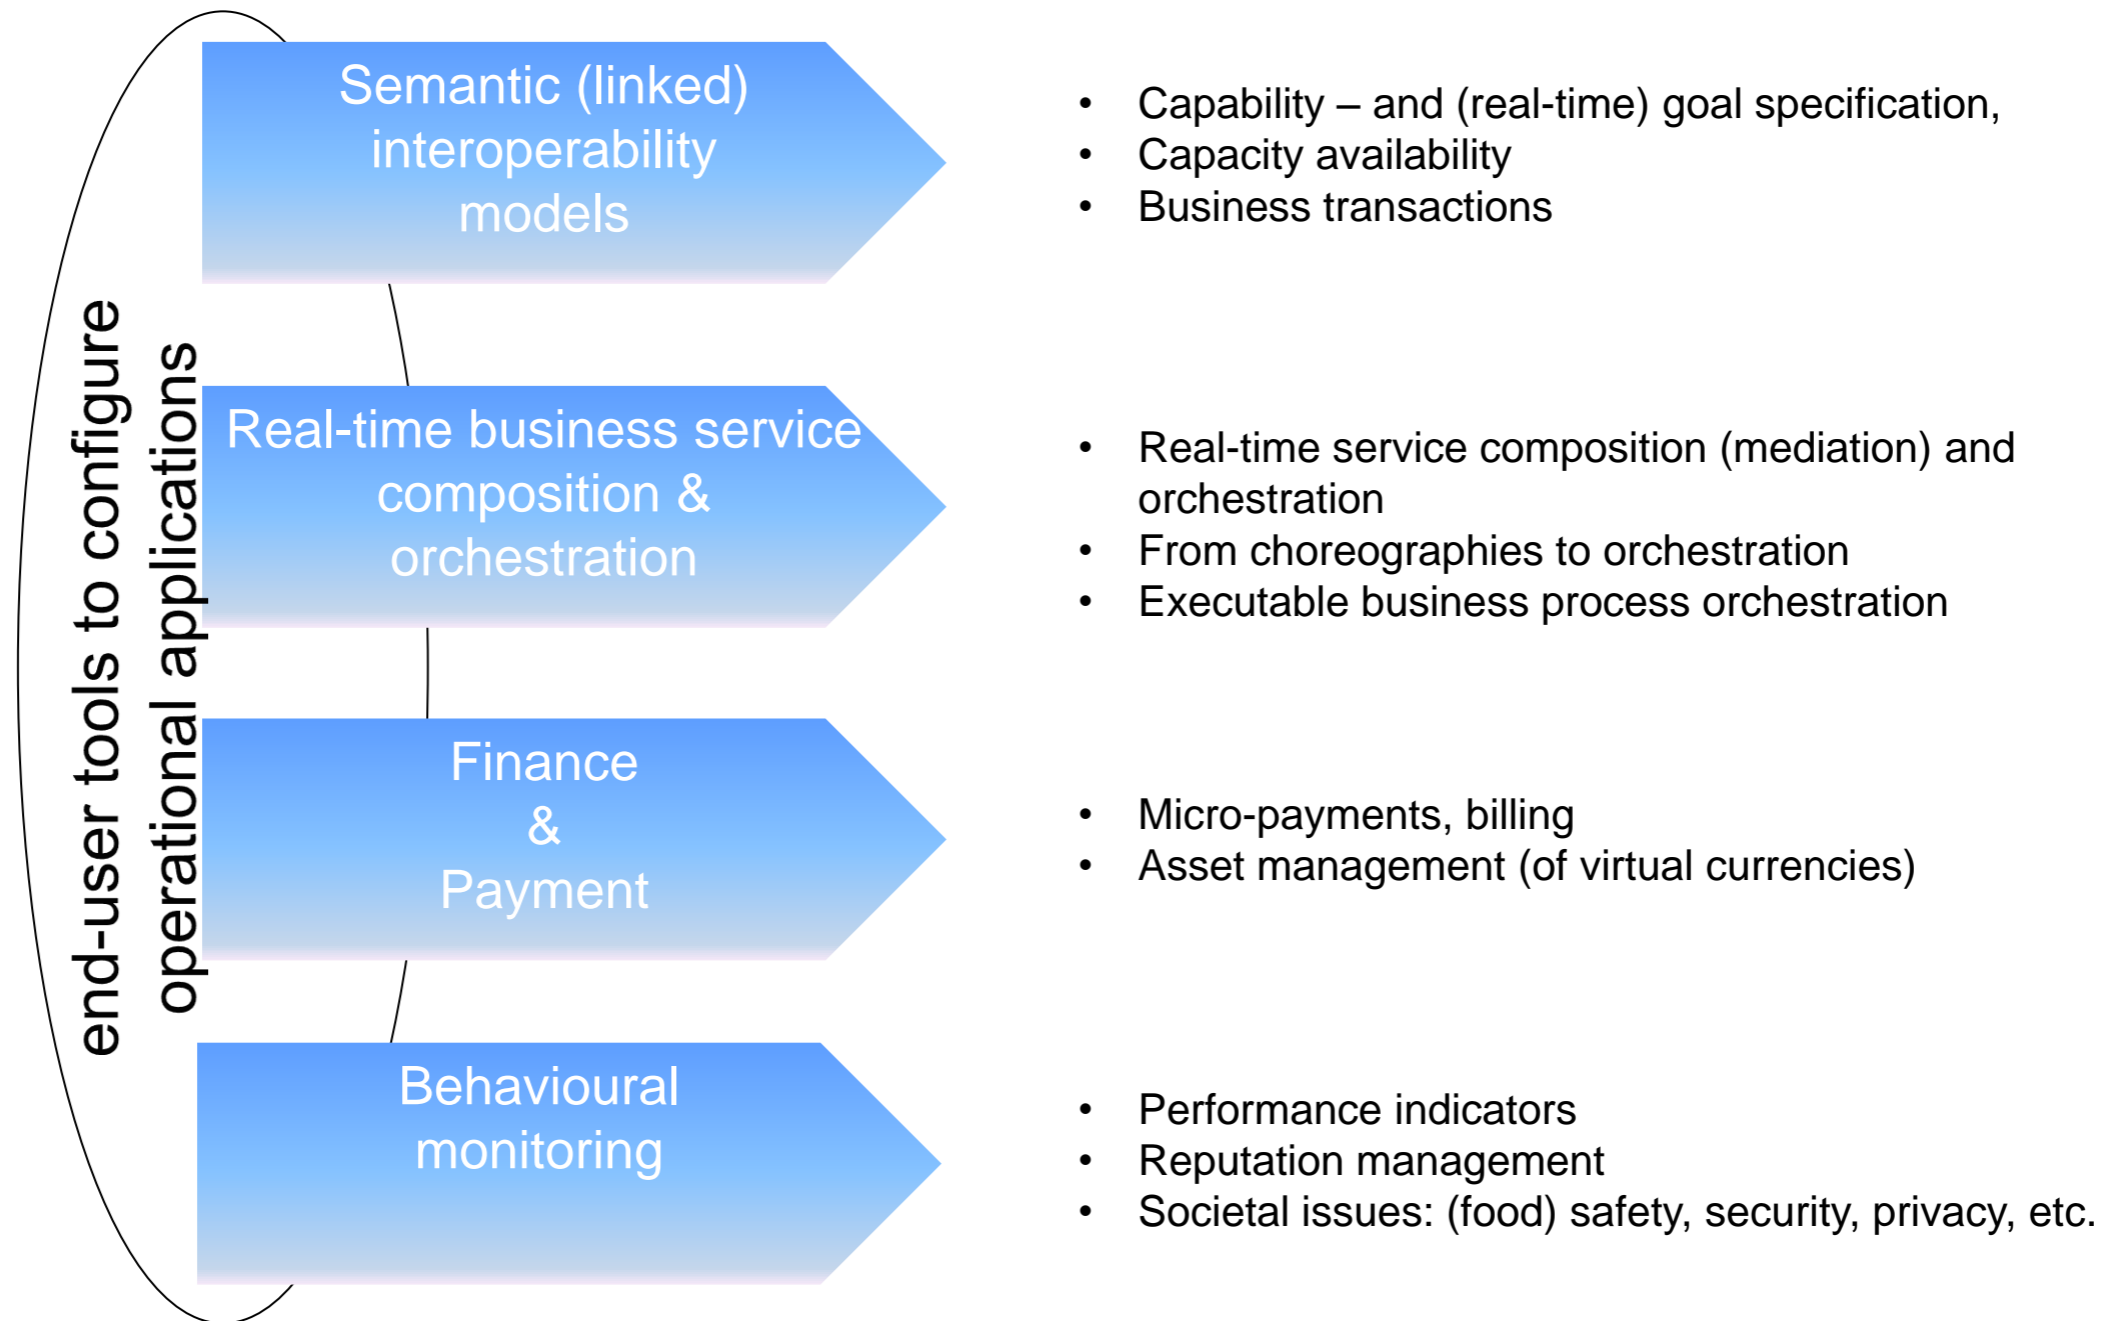 end-user tools to configure
operational applications
Semantic (linked)
interoperability
models
• Capability – and (real-time) goal specification,
• Capacity availability
• Business transactions
Real-time business service
composition &
orchestration
• Real-time service composition (mediation) and
orchestration
• From choreographies to orchestration
• Executable business process orchestration
Finance
&
Payment
• Micro-payments, billing
• Asset management (of virtual currencies)
Behavioural
monitoring
• Performance indicators
• Reputation management
• Societal issues: (food) safety, security, privacy, etc.